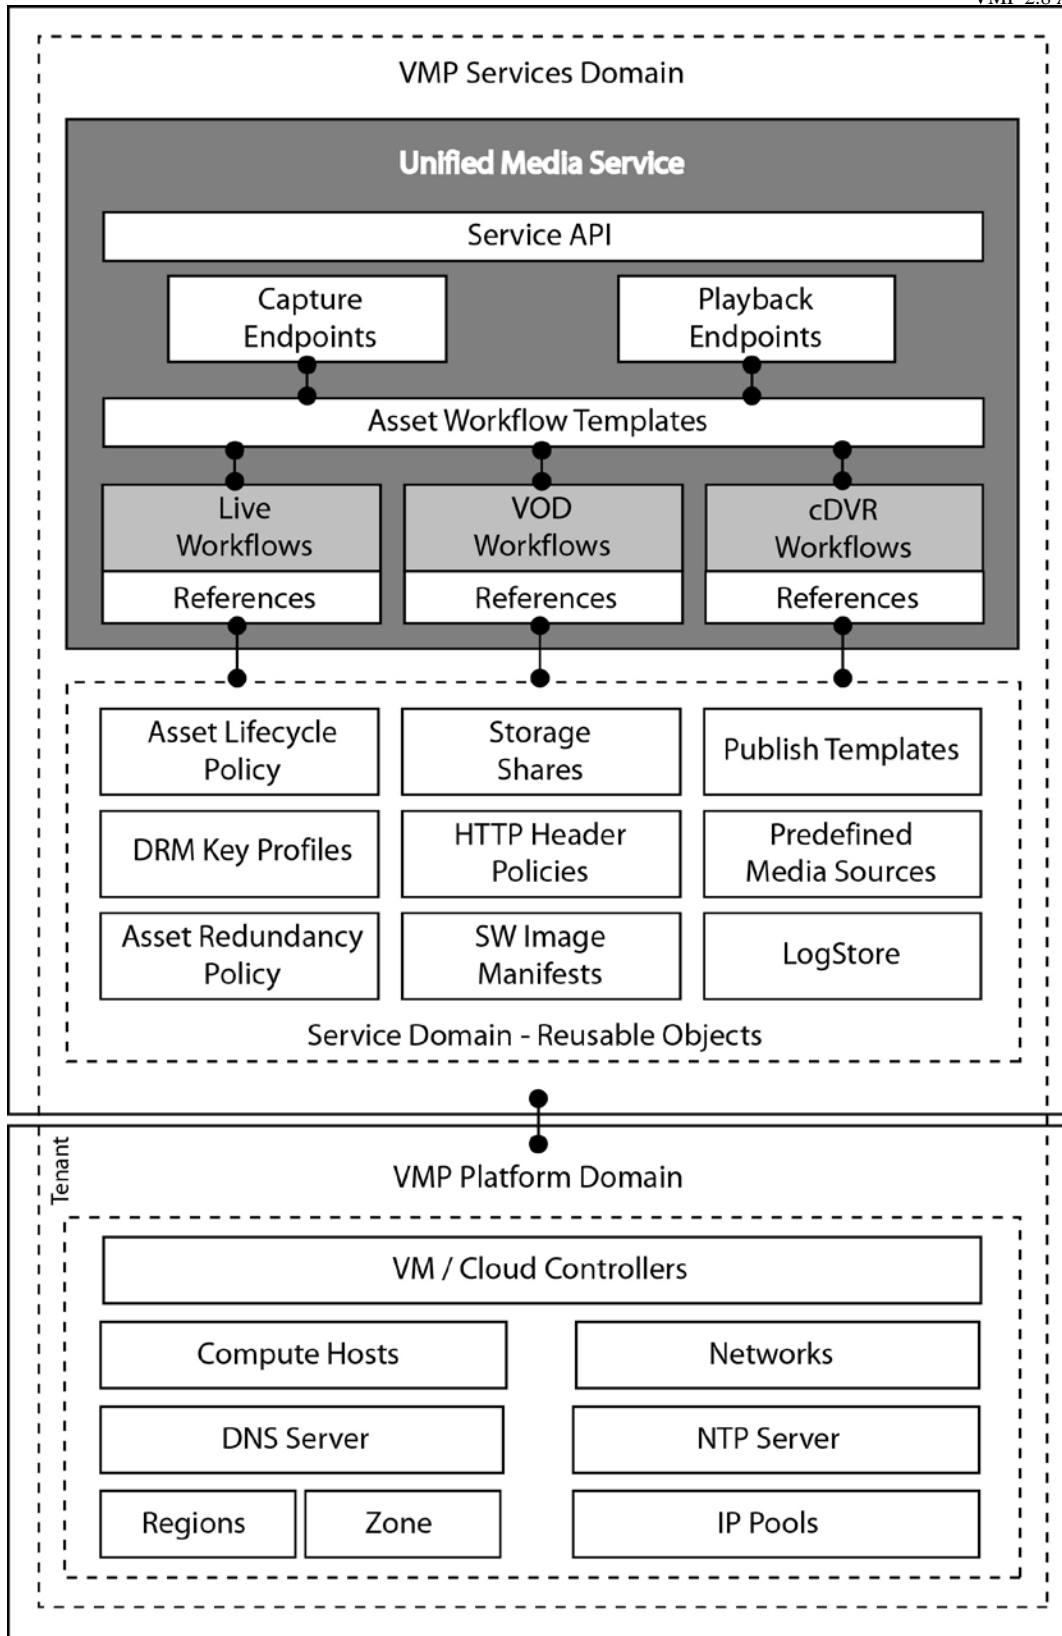 VMP Services Domain
Unified Media Service
Service API
Capture
Endpoints
Playback
Endpoints
Asset Workflow Templates
Live
Workflows
VOD
Workflows
cDVR
Workflows
References
References
References
Asset Lifecycle
Policy
Storage
Shares
Publish Templates
DRM Key Profiles
HTTP Header
Policies
Predefined
Media Sources
Asset Redundancy
Policy
SW Image
Manifests
LogStore
Service Domain - Reusable Objects
Tenant
VMP Platform Domain
VM / Cloud Controllers
Compute Hosts
Networks
DNS Server
NTP Server
Regions
Zone
IP Pools